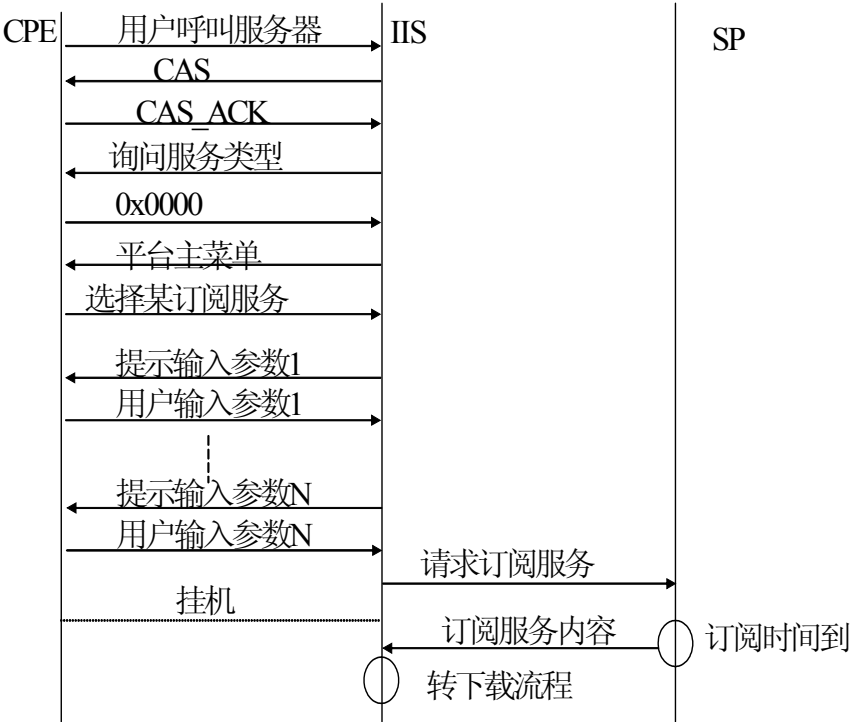 CPE
用户呼叫服务器
IIS
SP
CAS
CAS_ACK
询问服务类型
0x0000
平台主菜单
选择某订阅服务
提示输入参数1
用户输入参数1
提示输入参数N
用户输入参数N
请求订阅服务
挂机
订阅服务内容
订阅时间到
转下载流程